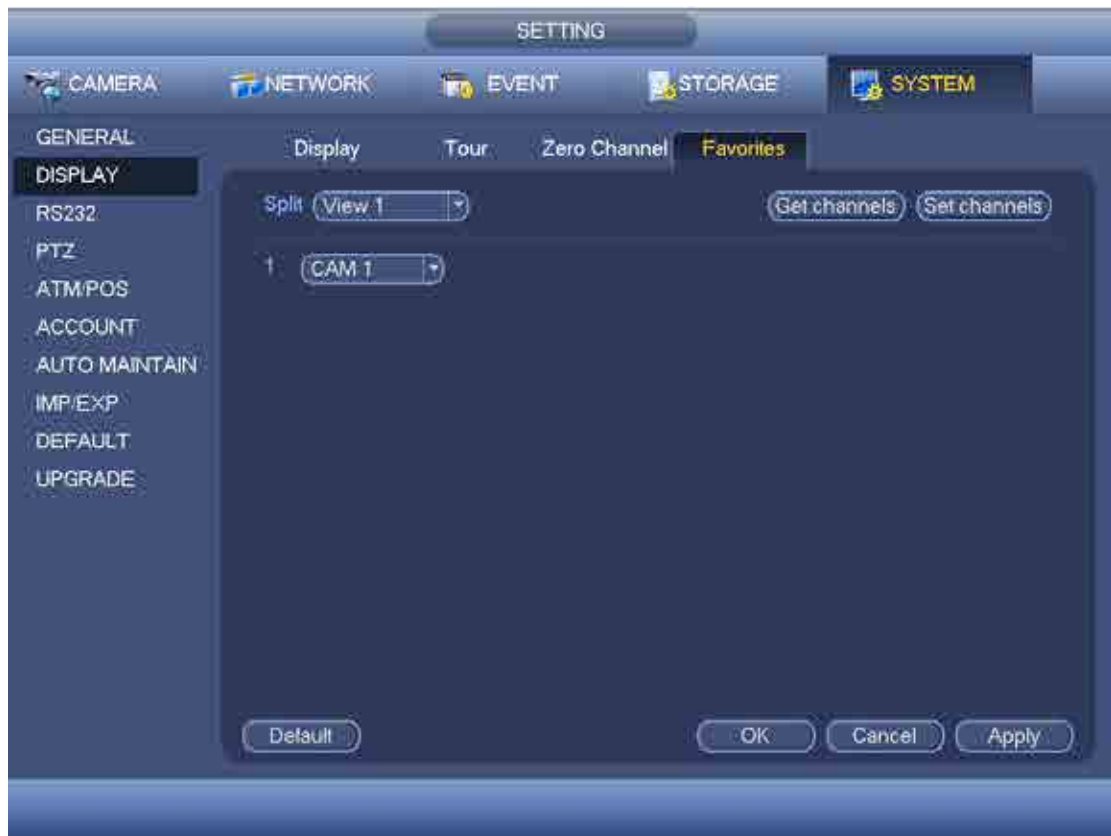 SETTING
CAMERA NETWORK EVENT STORAGE SYSTEM
GENERAL
DISPLAY
RS232
PTZ
ATM/POS
ACCOUNT
AUTO MAINTAIN
IMP/EXP
DEFAULT
UPGRADE
Display Tour Zero Channel Favorites
Split View 1 Get channels Set channels
1 CAM 1
Default OK Cancel Apply